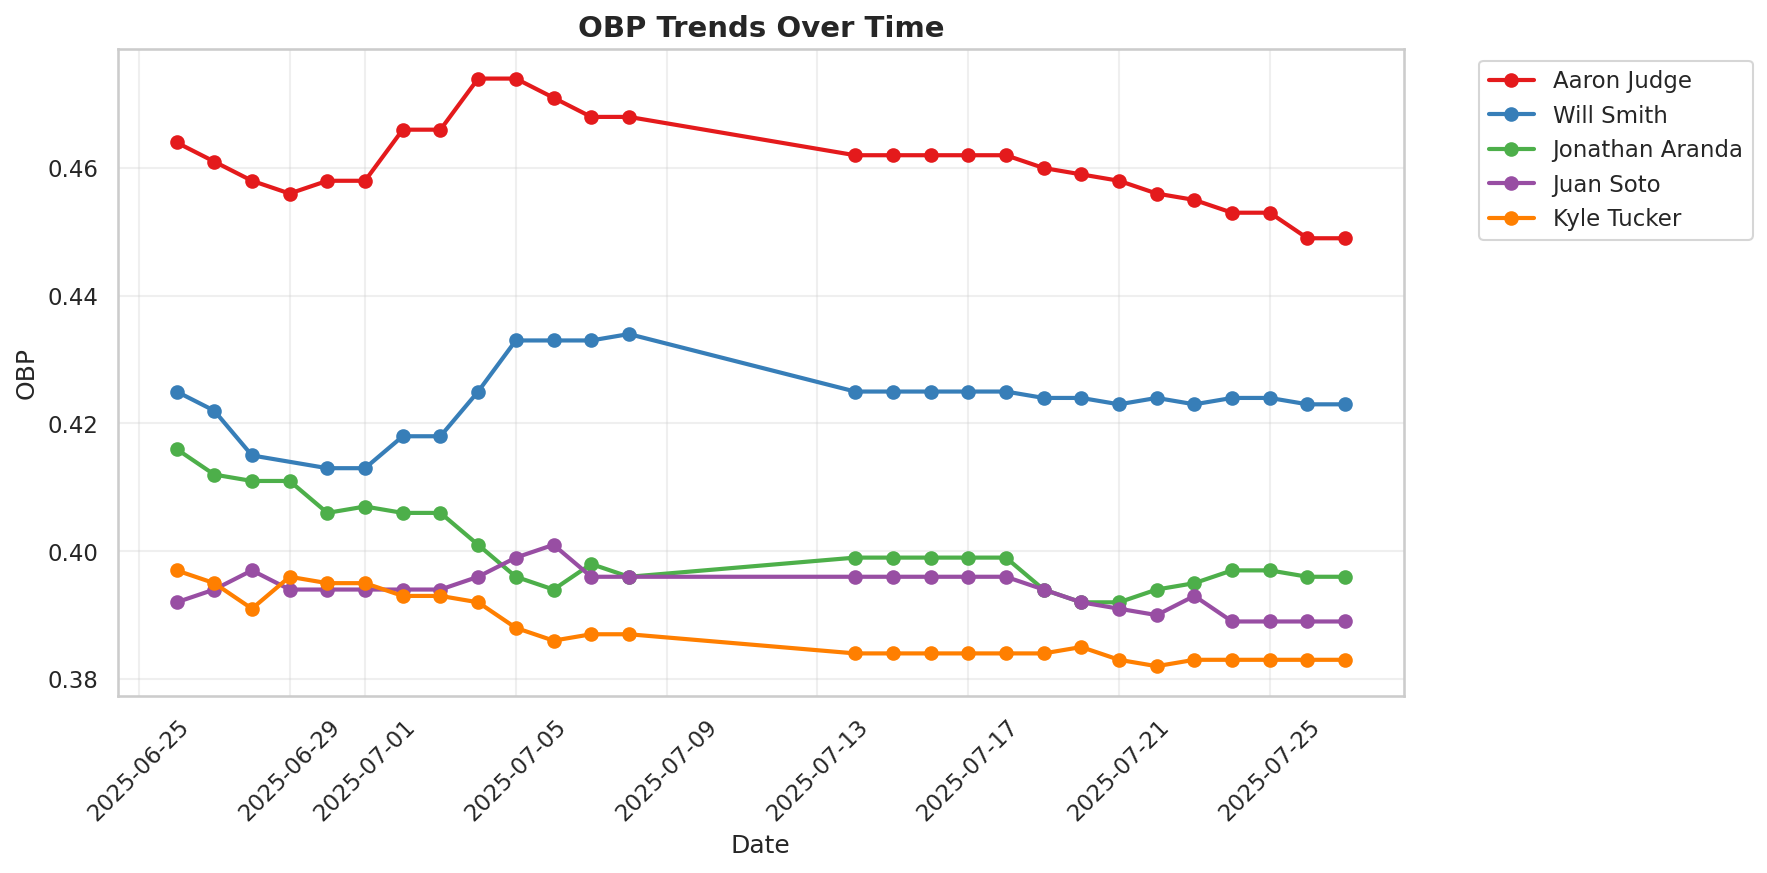 OBP Trends Over Time
Aaron Judge
Will Smith
Jonathan Aranda
Juan Soto
Kyle Tucker
OBP
0.46
0.44
0.42
0.40
0.38
2025-06-25
2025-06-29
2025-07-01
2025-07-05
2025-07-09
2025-07-13
2025-07-17
2025-07-21
2025-07-25
Date